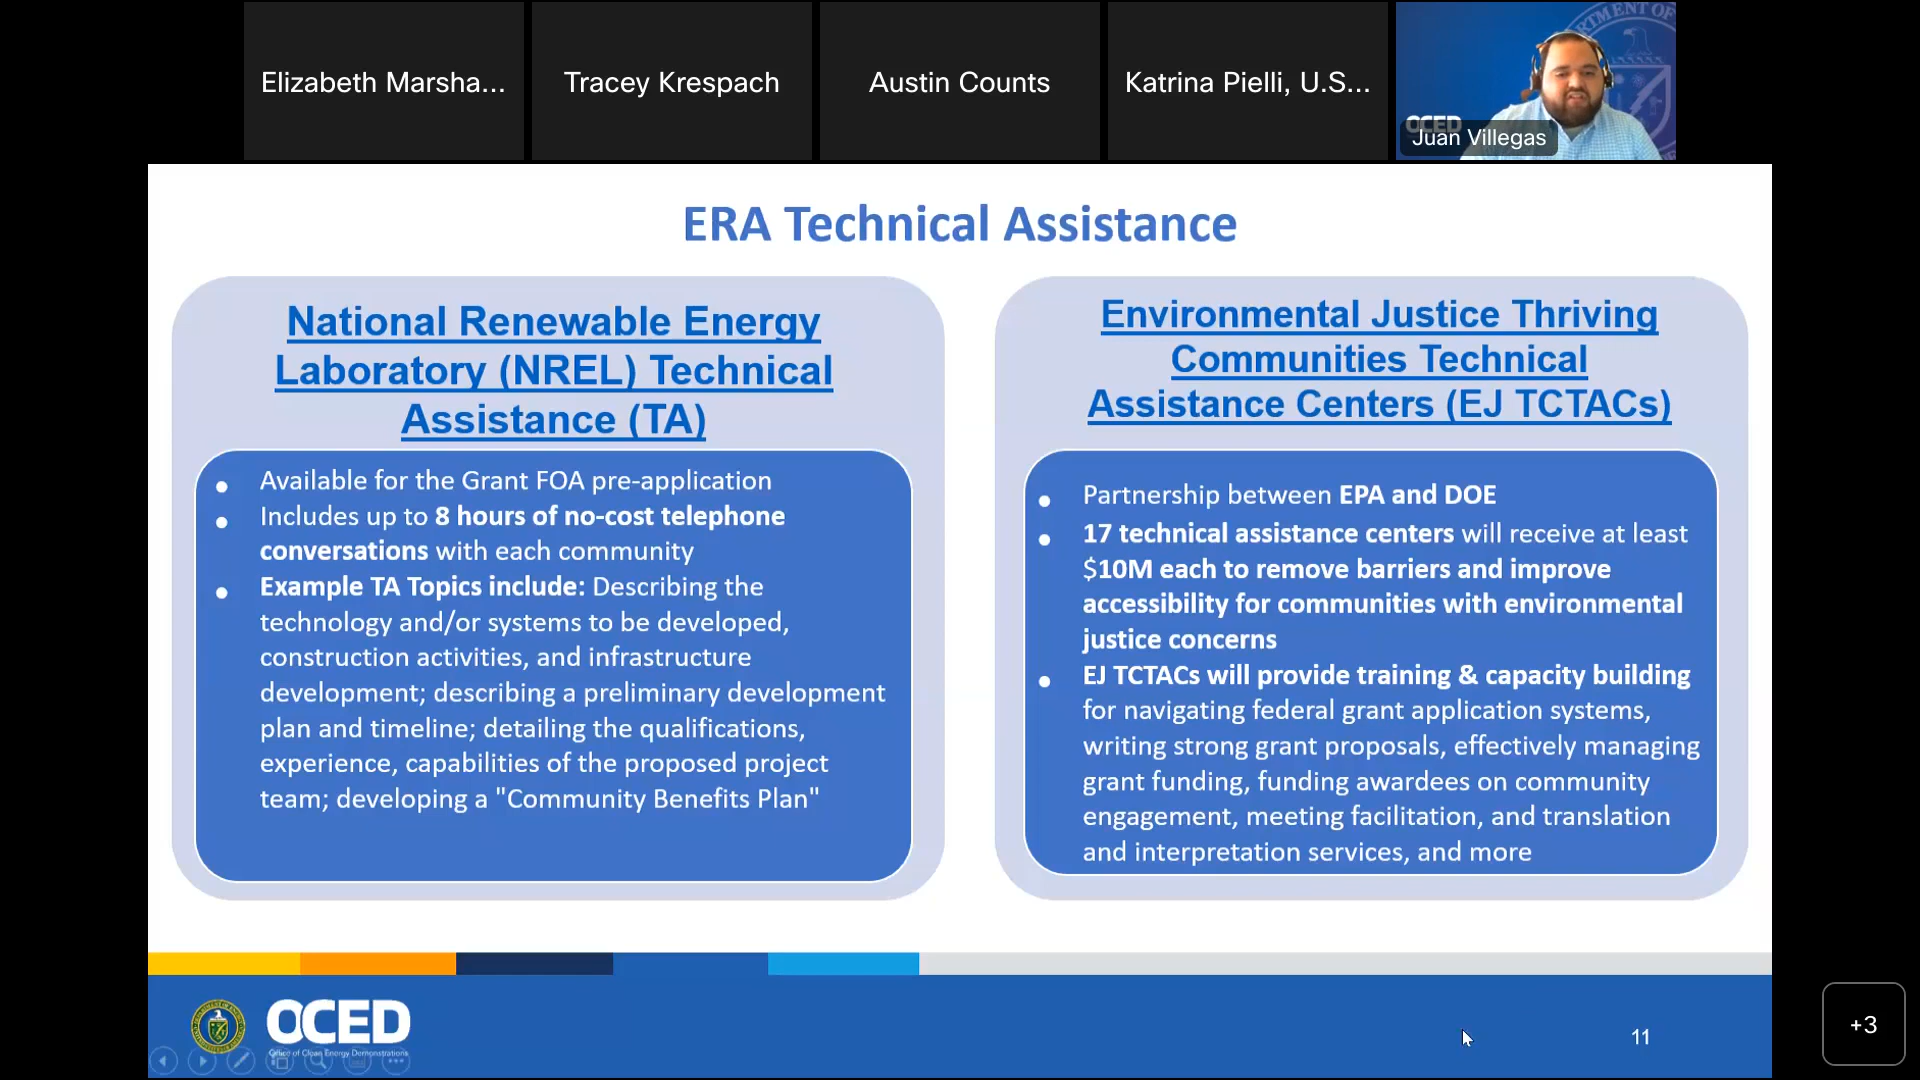 Elizabeth Marsha...
Tracey Krespach
Austin Counts
Katrina Pielli, U.S...
OCED
Juan Villegas
ERA Technical Assistance
National Renewable Energy
Laboratory (NREL) Technical
Assistance (TA)
● Available for the Grant FOA pre-application
● Includes up to 8 hours of no-cost telephone
conversations with each community
● Example TA Topics include: Describing the
technology and/or systems to be developed,
construction activities, and infrastructure
development; describing a preliminary development
plan and timeline; detailing the qualifications,
experience, capabilities of the proposed project
team; developing a "Community Benefits Plan"
Environmental Justice Thriving
Communities Technical
Assistance Centers (EJ TCTACs)
● Partnership between EPA and DOE
● 17 technical assistance centers will receive at least
$10M each to remove barriers and improve
accessibility for communities with environmental
justice concerns
● EJ TCTACs will provide training & capacity building
for navigating federal grant application systems,
writing strong grant proposals, effectively managing
grant funding, funding awardees on community
engagement, meeting facilitation, and translation
and interpretation services, and more
OCED
Office of Clean Energy Demonstrations
11
+3